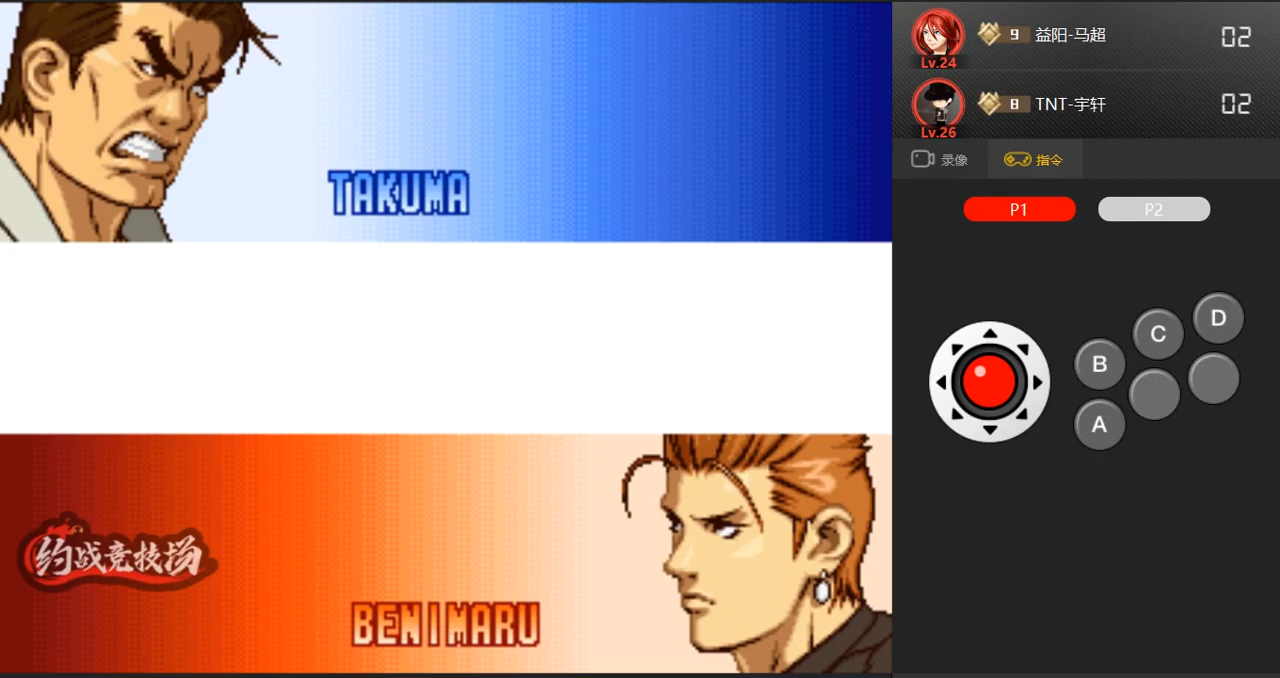 TAKUMA
约战竞技场
BENIMARU
9 益阳-马超 02
Lv.24
8 TNT-宇轩 02
Lv.26
录像 指令
P1 P2
D
C
B
A